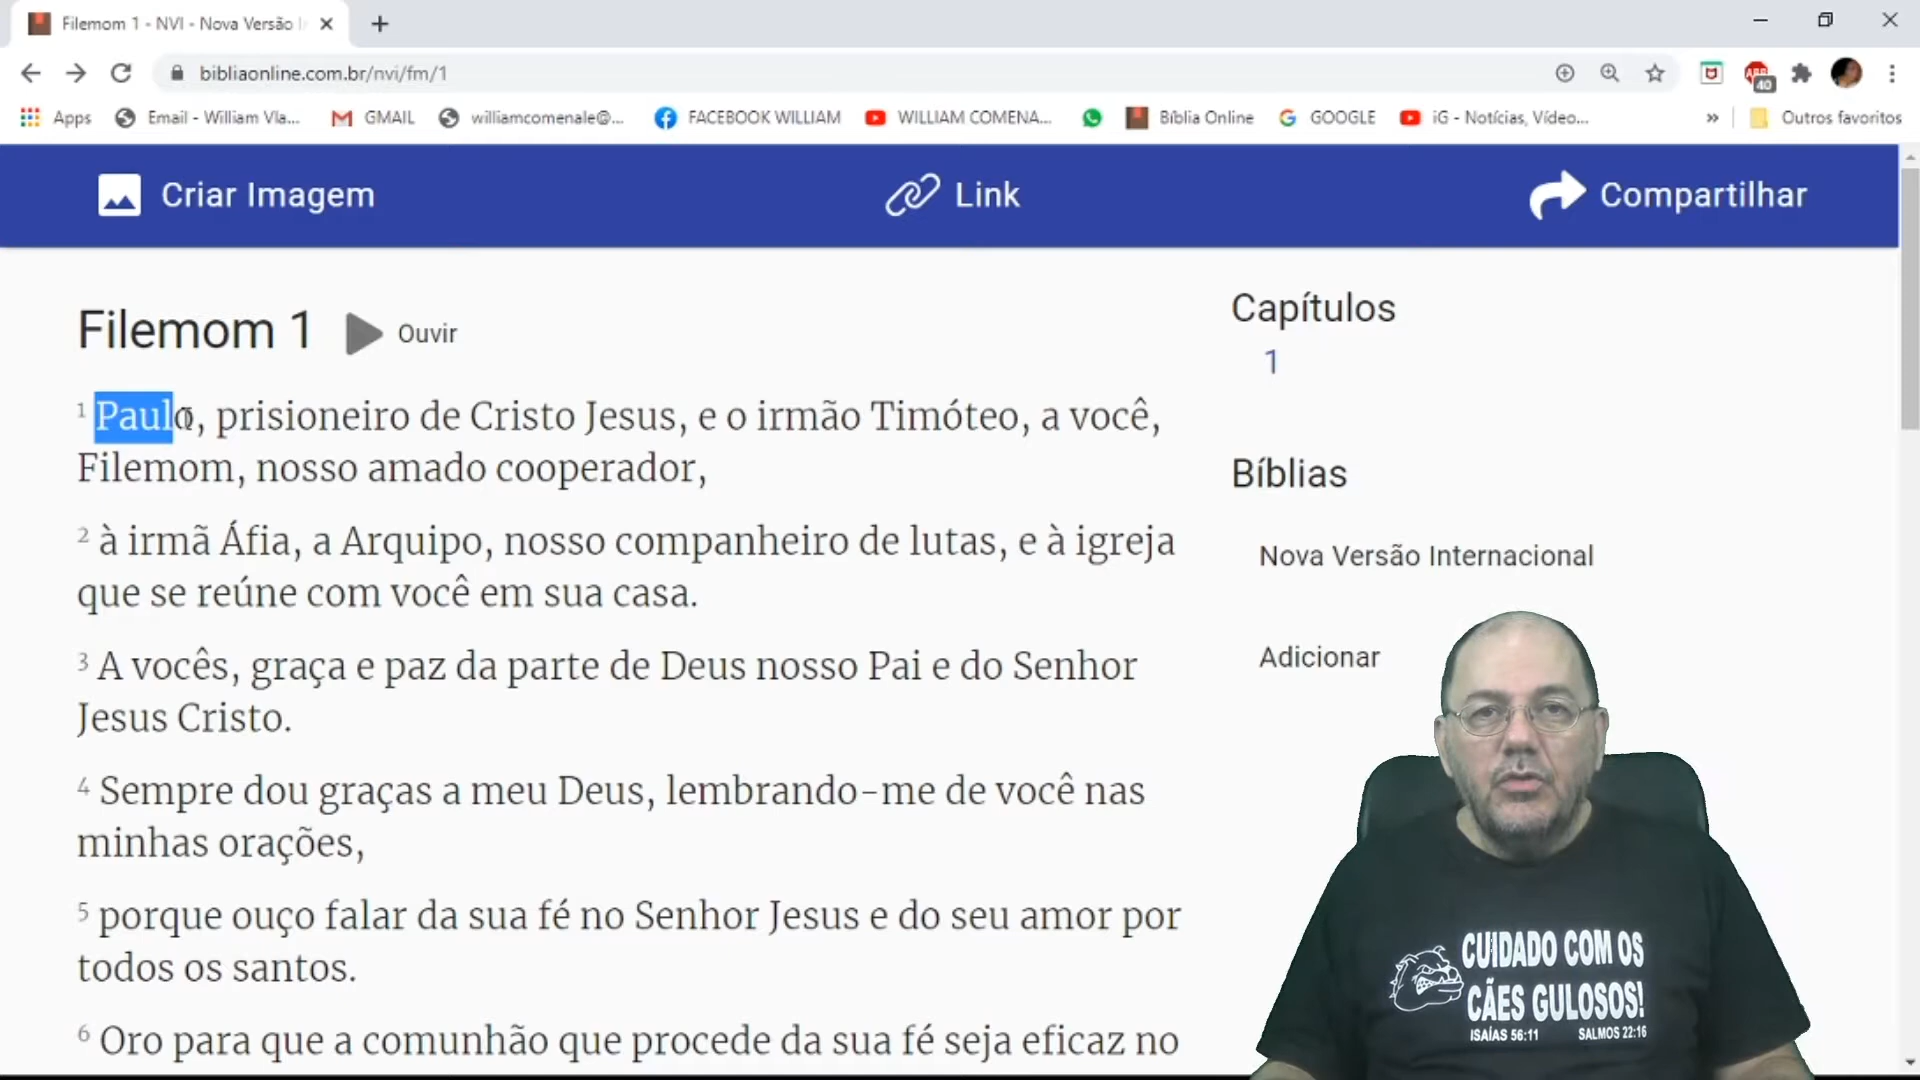 Filemom 1 - NVI - Nova Versão I
bibliaonline.com.br/nvi/fm/1
40
Apps
Email - William Vla...
GMAIL
williamcomenale@...
FACEBOOK WILLIAM
WILLIAM COMENA...
Bíblia Online
GOOGLE
iG - Notícias, Vídeo...
»
Outros favoritos
Criar Imagem
Link
Compartilhar
Filemom 1
Ouvir
1 Paulo, prisioneiro de Cristo Jesus, e o irmão Timóteo, a você,
Filemom, nosso amado cooperador,
2 à irmã Áfia, a Arquipo, nosso companheiro de lutas, e à igreja
que se reúne com você em sua casa.
3 A vocês, graça e paz da parte de Deus nosso Pai e do Senhor
Jesus Cristo.
4 Sempre dou graças a meu Deus, lembrando-me de você nas
minhas orações,
5 porque ouço falar da sua fé no Senhor Jesus e do seu amor por
todos os santos.
6 Oro para que a comunhão que procede da sua fé seja eficaz no
Capítulos
1
Bíblias
Nova Versão Internacional
Adicionar
CUIDADO COM OS
CÃES GULOSOS!
ISAÍAS 56:11 SALMOS 22:16